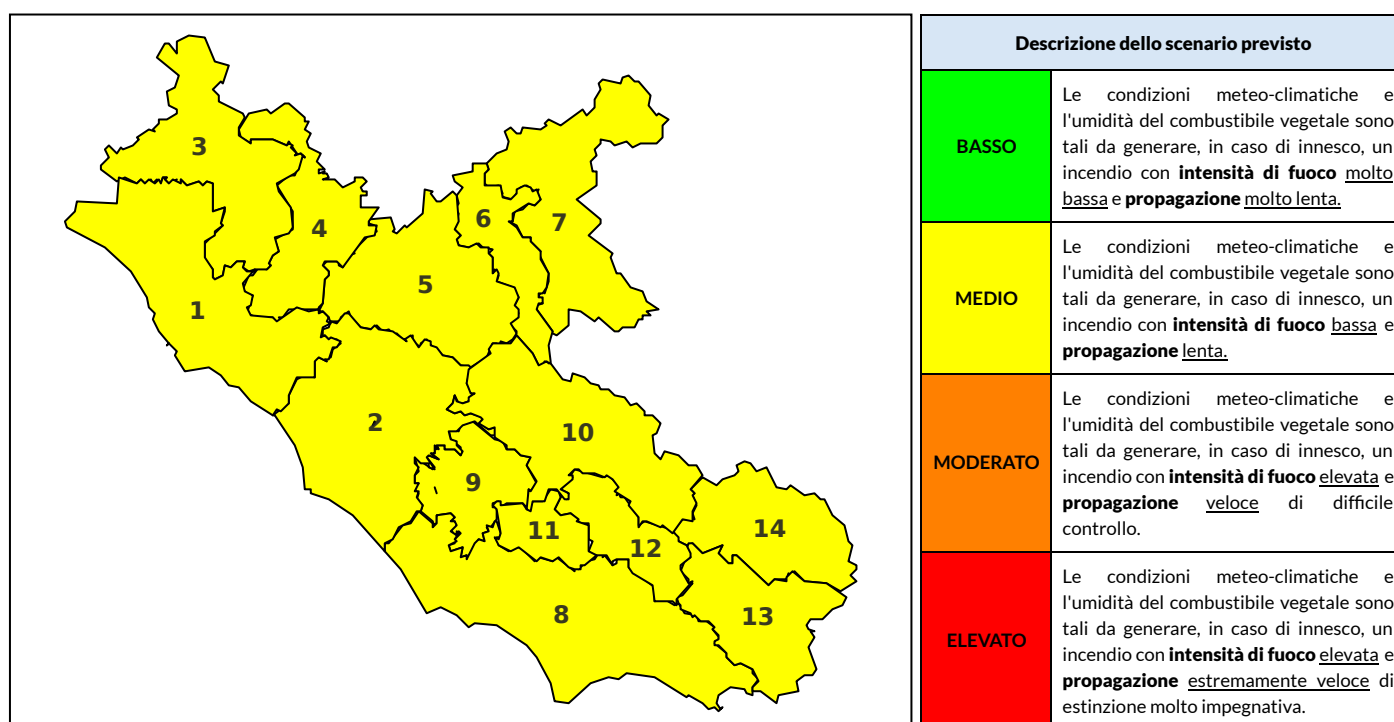 3
4
6
7
5
1
2
10
9
11
12
14
8
13
Descrizione dello scenario previsto
BASSO
Le condizioni meteo-climatiche e
l'umidità del combustibile vegetale sono
tali da generare, in caso di innesco, un
incendio con intensità di fuoco molto
bassa e propagazione molto lenta.
MEDIO
Le condizioni meteo-climatiche e
l'umidità del combustibile vegetale sono
tali da generare, in caso di innesco, un
incendio con intensità di fuoco bassa e
propagazione lenta.
MODERATO
Le condizioni meteo-climatiche e
l'umidità del combustibile vegetale sono
tali da generare, in caso di innesco, un
incendio con intensità di fuoco elevata e
propagazione veloce di difficile
controllo.
ELEVATO
Le condizioni meteo-climatiche e
l'umidità del combustibile vegetale sono
tali da generare, in caso di innesco, un
incendio con intensità di fuoco elevata e
propagazione estremamente veloce di
estinzione molto impegnativa.